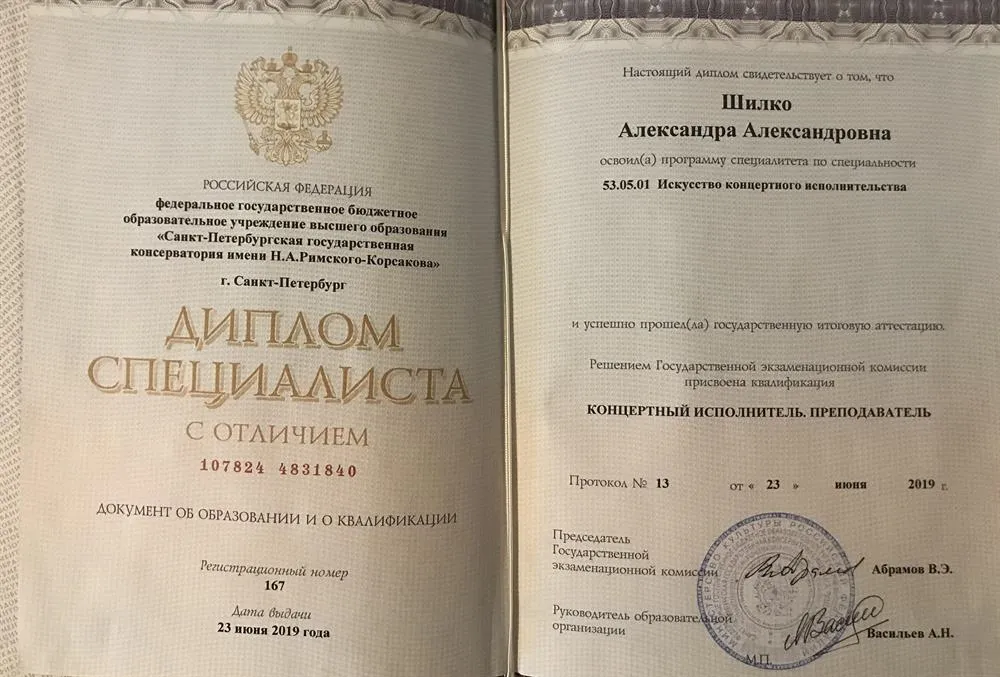 РОССИЙСКАЯ ФЕДЕРАЦИЯ
федеральное государственное бюджетное
образовательное учреждение высшего образования
«Санкт-Петербургская государственная
консерватория имени Н.А.Римского-Корсакова»
г. Санкт-Петербург
ДИПЛОМ
СПЕЦИАЛИСТА
С ОТЛИЧИЕМ
107824 4831840
ДОКУМЕНТ ОБ ОБРАЗОВАНИИ И О КВАЛИФИКАЦИИ
Регистрационный номер
167
Дата выдачи
23 июня 2019 года
Настоящий диплом свидетельствует о том, что
Шилко
Александра Александровна
освоил(а) программу специалитета по специальности
53.05.01 Искусство концертного исполнительства
и успешно прошел(ла) государственную итоговую аттестацию.
Решением Государственной экзаменационной комиссии
присвоена квалификация
КОНЦЕРТНЫЙ ИСПОЛНИТЕЛЬ. ПРЕПОДАВАТЕЛЬ
Протокол № 13 от « 23 » июня 2019 г.
Председатель
Государственной
экзаменационной комиссии Абрамов В.Э.
Руководитель образовательной
организации Васильев А.Н.
М.П.
МИНИСТЕРСТВО КУЛЬТУРЫ РОССИЙСКОЙ